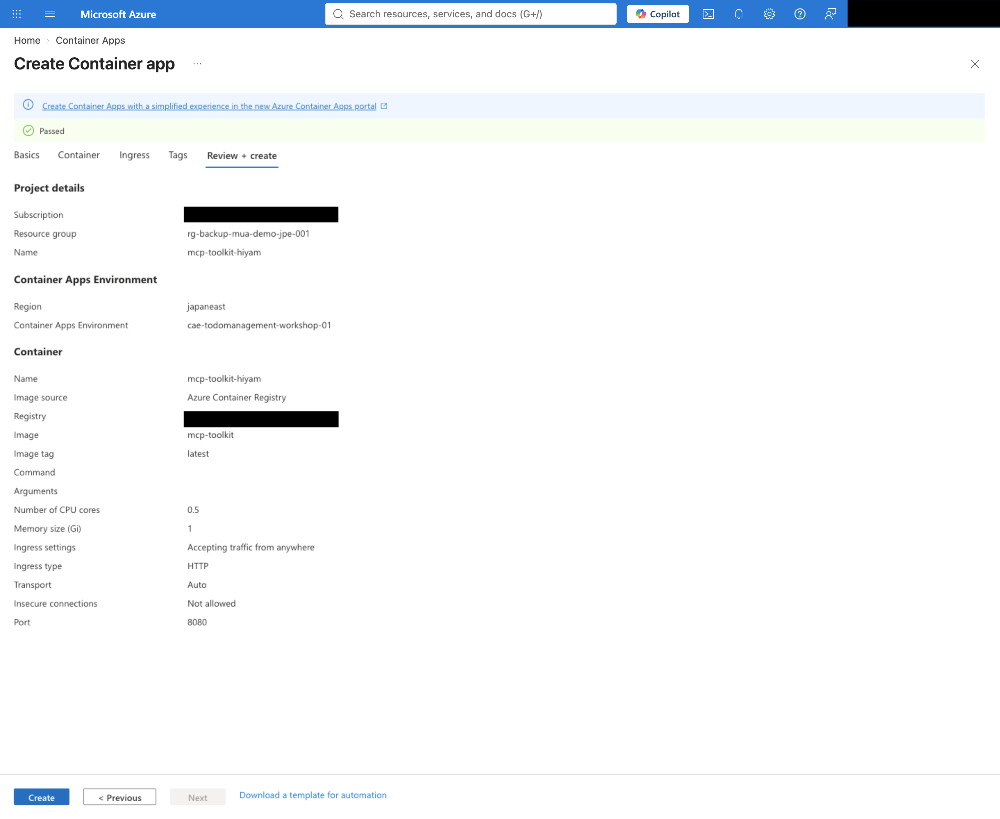 Microsoft Azure
Search resources, services, and docs (G+/)
Copilot
Home > Container Apps
Create Container app ...
Create Container Apps with a simplified experience in the new Azure Container Apps portal
Passed
Basics Container Ingress Tags Review + create
Project details
Subscription
Resource group rg-backup-mua-demo-jpe-001
Name mcp-toolkit-hiyam
Container Apps Environment
Region japaneast
Container Apps Environment cae-todomanagement-workshop-01
Container
Name mcp-toolkit-hiyam
Image source Azure Container Registry
Registry
Image mcp-toolkit
Image tag latest
Command
Arguments
Number of CPU cores 0.5
Memory size (Gi) 1
Ingress settings Accepting traffic from anywhere
Ingress type HTTP
Transport Auto
Insecure connections Not allowed
Port 8080
Create < Previous Next Download a template for automation